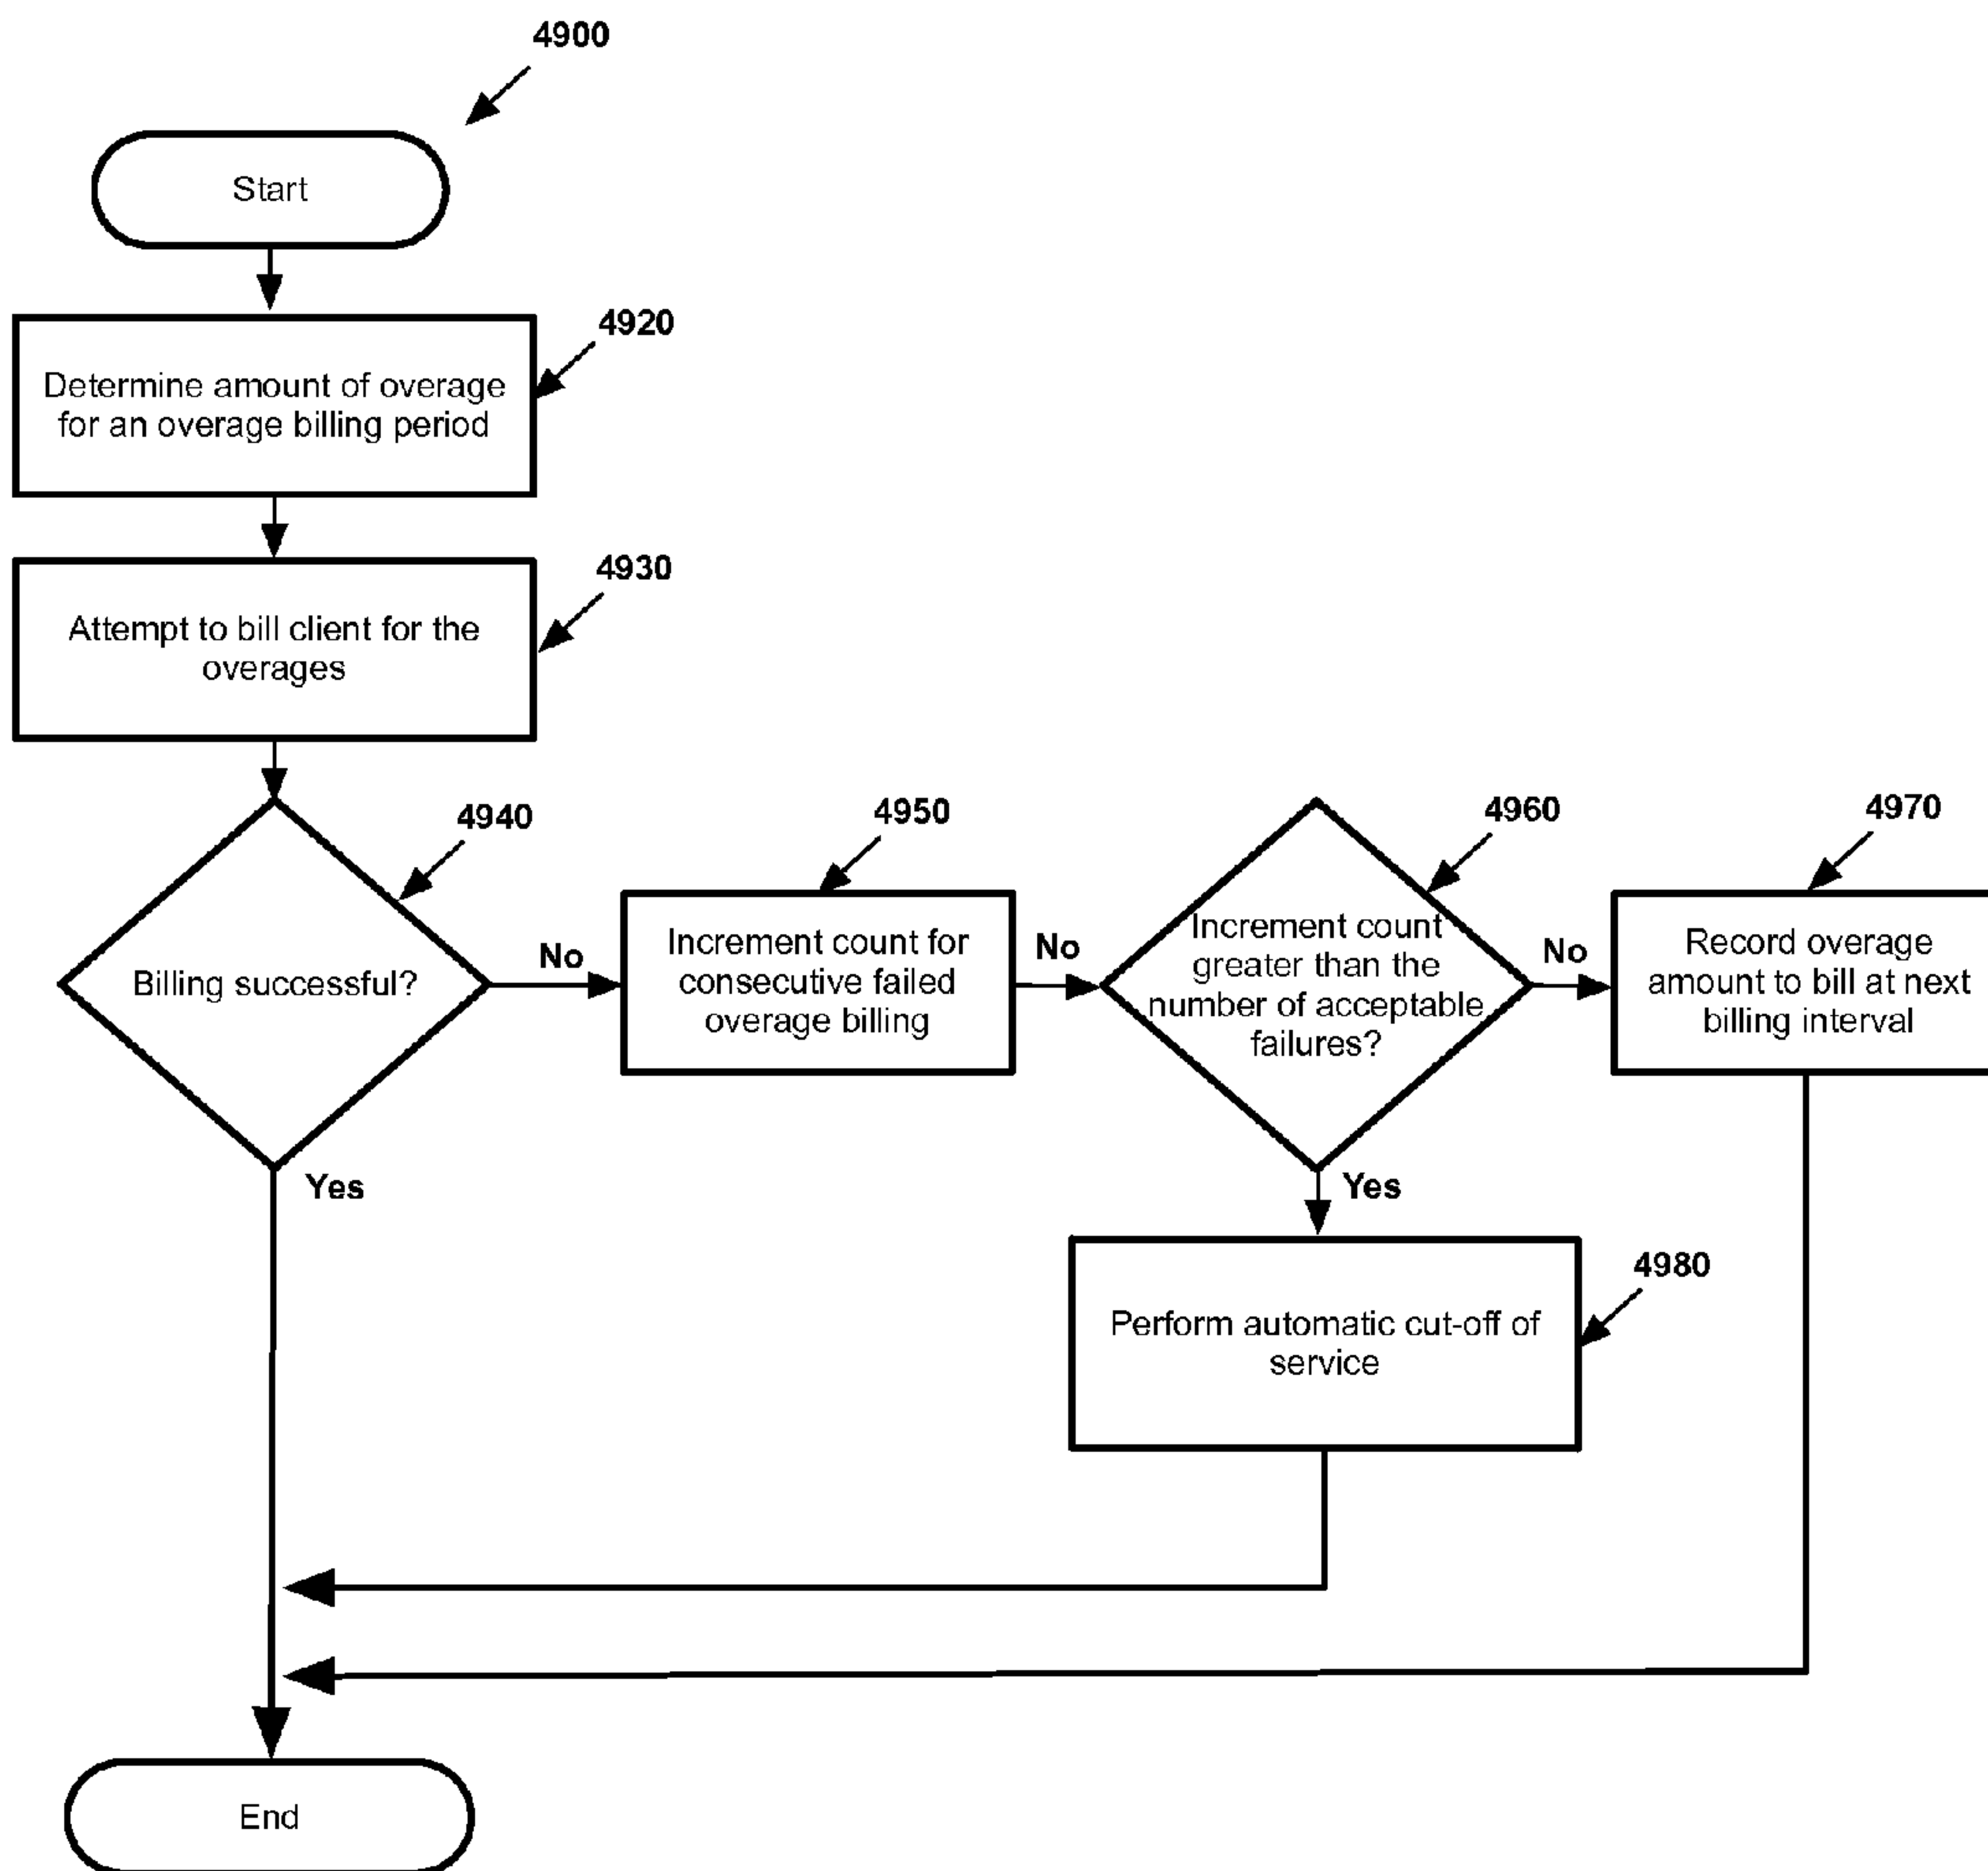 4900
Start
4920
Determine amount of overage
for an overage billing period
4930
Attempt to bill client for the
overages
4940
Billing successful?
No
Yes
4950
Increment count for
consecutive failed
overage billing
No
4960
Increment count
greater than the
number of acceptable
failures?
No
Yes
4970
Record overage
amount to bill at next
billing interval
4980
Perform automatic cut-off of
service
End